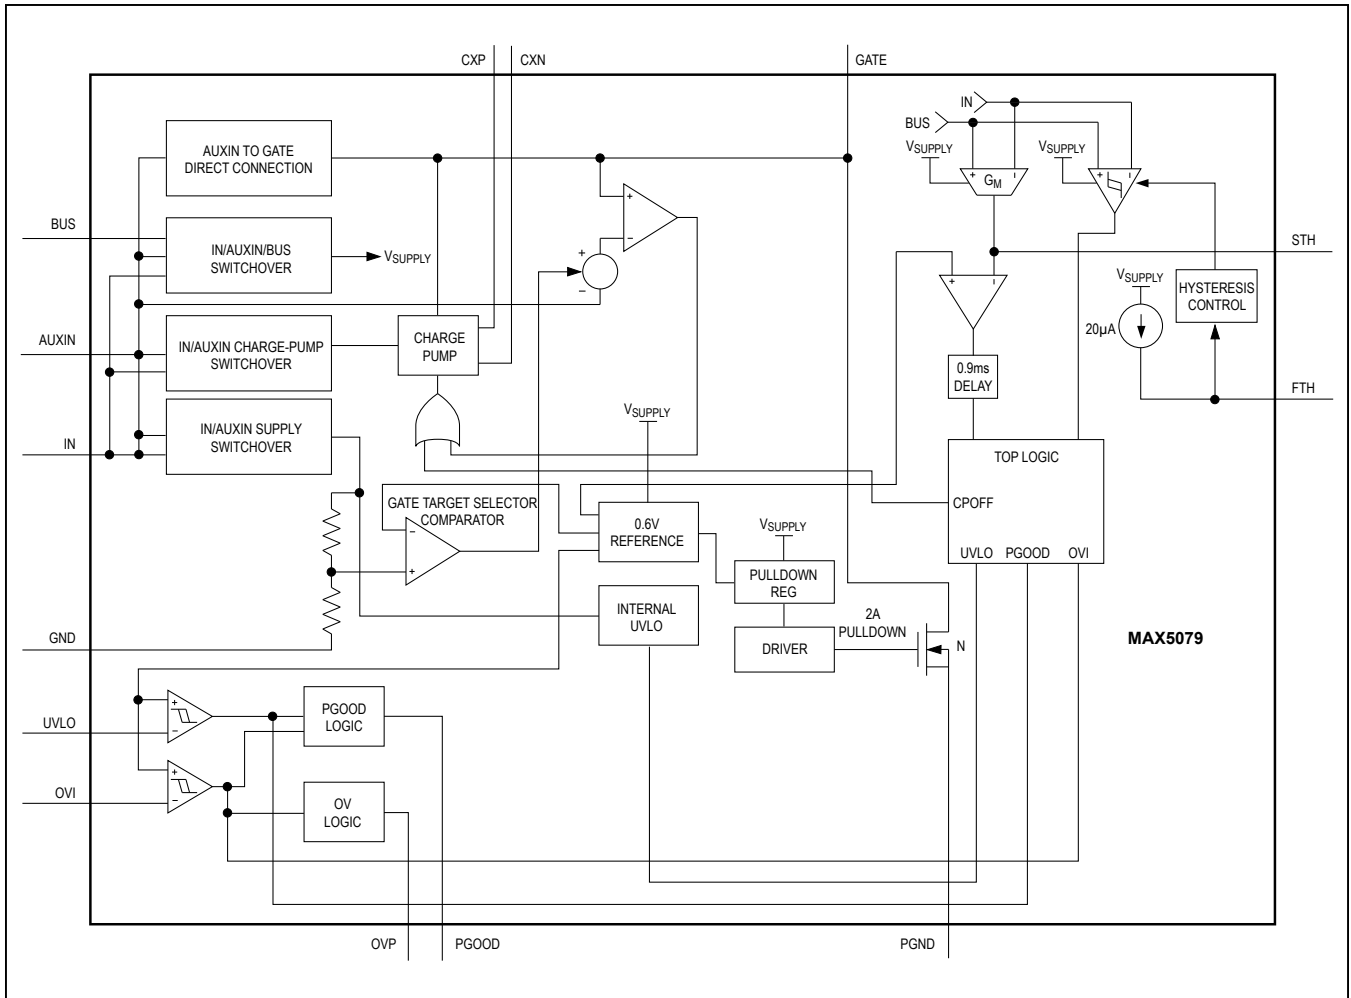 CXP
CXN
GATE
IN
BUS
VSUPPLY
VSUPPLY
+
-
GM
+
-
AUXIN TO GATE
DIRECT CONNECTION
+
-
BUS
IN/AUXIN/BUS
SWITCHOVER
VSUPPLY
+
-
STH
+
-
VSUPPLY
HYSTERESIS
CONTROL
20µA
AUXIN
IN/AUXIN CHARGE-PUMP
SWITCHOVER
CHARGE
PUMP
0.9ms
DELAY
FTH
IN
IN/AUXIN SUPPLY
SWITCHOVER
VSUPPLY
TOP LOGIC
CPOFF
UVLO
PGOOD
OVI
GATE TARGET SELECTOR
COMPARATOR
-
+
0.6V
REFERENCE
VSUPPLY
PULLDOWN
REG
INTERNAL
UVLO
2A
PULLDOWN
DRIVER
N
GND
MAX5079
UVLO
+
-
PGOOD
LOGIC
OVI
+
-
OV
LOGIC
OVP
PGOOD
PGND